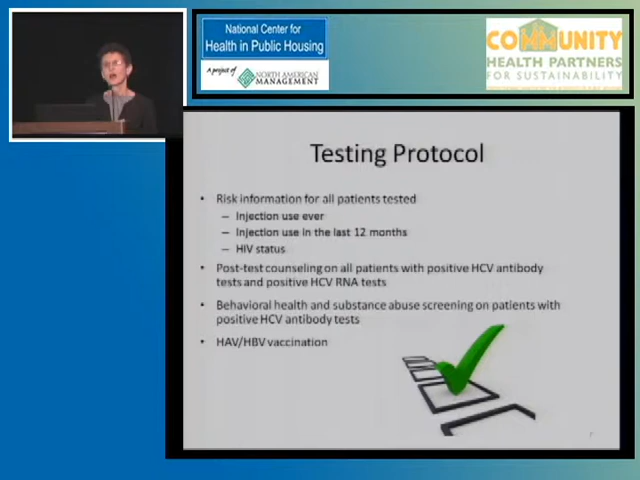 National Center for
Health in Public Housing
A project of
NORTH AMERICAN
MANAGEMENT
COMMUNITY
HEALTH PARTNERS
FOR SUSTAINABILITY
Testing Protocol
• Risk information for all patients tested
– Injection use ever
– Injection use in the last 12 months
– HIV status
• Post-test counseling on all patients with positive HCV antibody
tests and positive HCV RNA tests
• Behavioral health and substance abuse screening on patients with
positive HCV antibody tests
• HAV/HBV vaccination